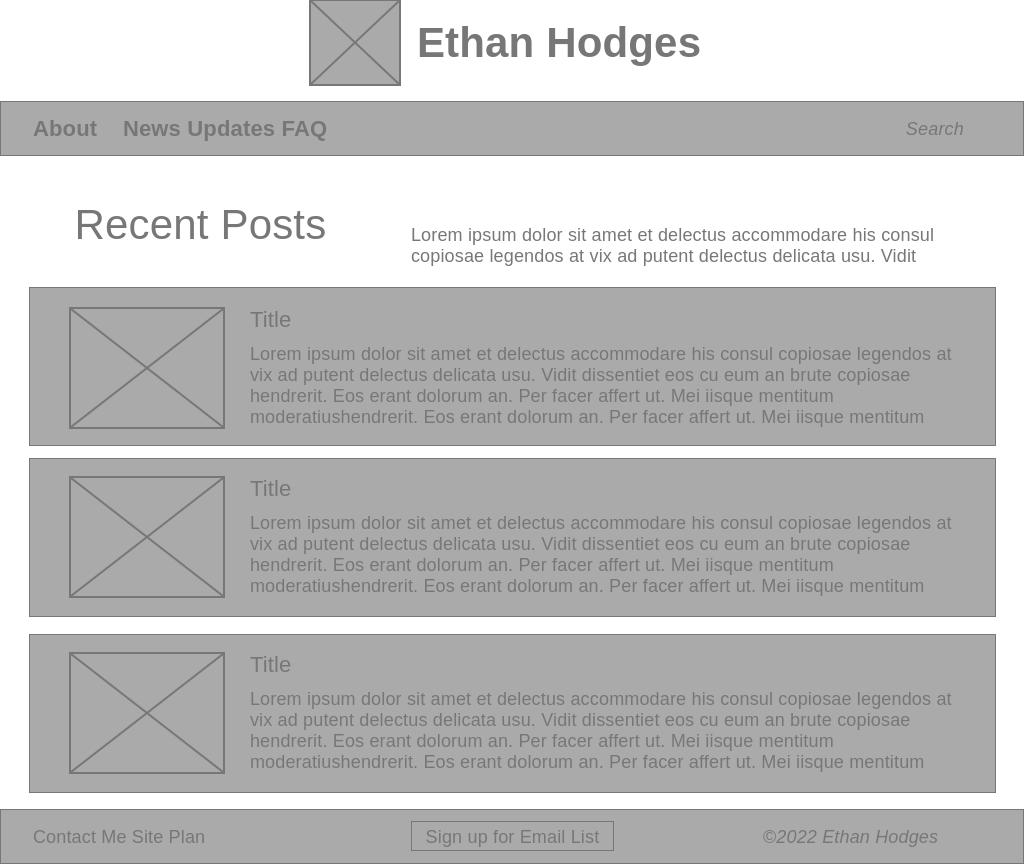 Ethan Hodges
About News Updates FAQ Search
Recent Posts
Lorem ipsum dolor sit amet et delectus accommodare his consul
copiosae legendos at vix ad putent delectus delicata usu. Vidit
Title
Lorem ipsum dolor sit amet et delectus accommodare his consul copiosae legendos at
vix ad putent delectus delicata usu. Vidit dissentiet eos cu eum an brute copiosae
hendrerit. Eos erant dolorum an. Per facer affert ut. Mei iisque mentitum
moderatiushendrerit. Eos erant dolorum an. Per facer affert ut. Mei iisque mentitum
Title
Lorem ipsum dolor sit amet et delectus accommodare his consul copiosae legendos at
vix ad putent delectus delicata usu. Vidit dissentiet eos cu eum an brute copiosae
hendrerit. Eos erant dolorum an. Per facer affert ut. Mei iisque mentitum
moderatiushendrerit. Eos erant dolorum an. Per facer affert ut. Mei iisque mentitum
Title
Lorem ipsum dolor sit amet et delectus accommodare his consul copiosae legendos at
vix ad putent delectus delicata usu. Vidit dissentiet eos cu eum an brute copiosae
hendrerit. Eos erant dolorum an. Per facer affert ut. Mei iisque mentitum
moderatiushendrerit. Eos erant dolorum an. Per facer affert ut. Mei iisque mentitum
Contact Me Site Plan Sign up for Email List ©2022 Ethan Hodges